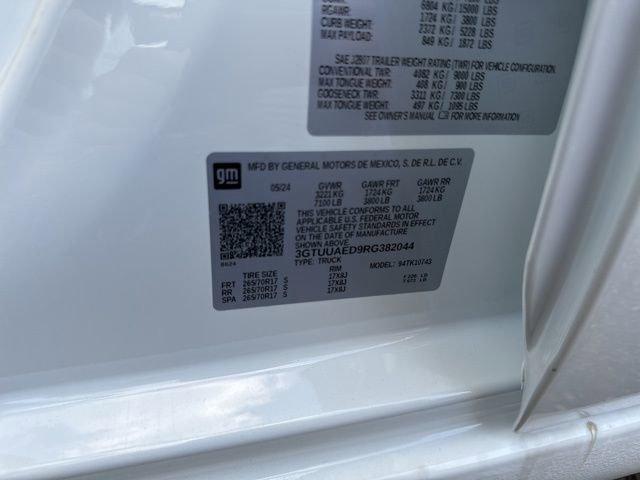 6804 KG/ 15000 LBS
RGAWR: 1724 KG / 3800 LBS
CURB WEIGHT: 2372 KG/ 5228 LBS
MAX PAYLOAD: 849 KG/ 1872 LBS
SAE J2807 TRAILER WEIGHT RATING (TWR) FOR VEHICLE CONFIGURATION
CONVENTIONAL TWR: 4082 KG/ 9000 LBS
MAX TONGUE WEIGHT: 408 KG / 900 LBS
GOOSENECK TWR: 3311 KG/ 7300 LBS
MAX TONGUE WEIGHT: 497 KG / 1095 LBS
SEE OWNER'S MANUAL FOR MORE INFORMATION
gm MFD BY GENERAL MOTORS DE MEXICO, S. DE R.L. DE C.V.
05/24 GVWR GAWR FRT GAWR RR
3221 KG 1724 KG 1724 KG
7100 LB 3800 LB 3800 LB
THIS VEHICLE CONFORMS TO ALL
APPLICABLE U.S. FEDERAL MOTOR
VEHICLE SAFETY STANDARDS IN EFFECT
ON THE DATE OF MANUFACTURE
3GTUUAED9RG382044
TYPE: TRUCK MODEL: 94TK10743
TIRE SIZE RIM
FRT 265/70R17 S 17X8J
RR 265/70R17 S 17X8J
SPA 265/70R17 S 17X8J